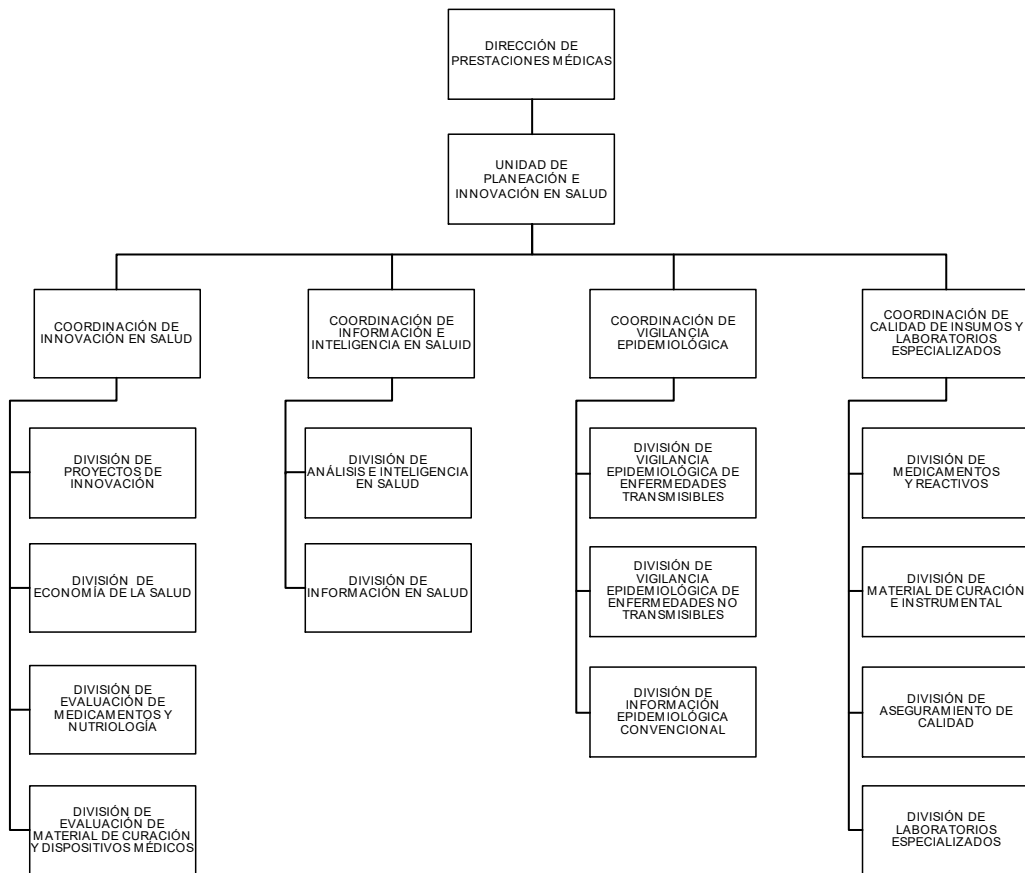 DIRECCIÓN DE
PRESTACIONES MÉDICAS
UNIDAD DE
PLANEACIÓN E
INNOVACIÓN EN SALUD
COORDINACIÓN DE
INNOVACIÓN EN SALUD
COORDINACIÓN DE
INFORMACIÓN E
INTELIGENCIA EN SALUID
COORDINACIÓN DE
VIGILANCIA
EPIDEMIOLÓGICA
COORDINACIÓN DE
CALIDAD DE INSUMOS Y
LABORATORIOS
ESPECIALIZADOS
DIVISIÓN DE
PROYECTOS DE
INNOVACIÓN
DIVISIÓN DE
ECONOMÍA DE LA SALUD
DIVISIÓN DE
EVALUACIÓN DE
MEDICAMENTOS Y
NUTRIOLOGÍA
DIVISIÓN DE
EVALUACIÓN DE
MATERIAL DE CURACIÓN
Y DISPOSITIVOS MÉDICOS
DIVISIÓN DE
ANÁLISIS E INTELIGENCIA
EN SALUD
DIVISIÓN DE
INFORMACIÓN EN SALUD
DIVISIÓN DE
VIGILANCIA
EPIDEMIOLÓGICA DE
ENFERMEDADES
TRANSMISIBLES
DIVISIÓN DE
VIGILANCIA
EPIDEMIOLÓGICA DE
ENFERMEDADES NO
TRANSMISIBLES
DIVISIÓN DE
INFORMACIÓN
EPIDEMIOLÓGICA
CONVENCIONAL
DIVISIÓN DE
MEDICAMENTOS
Y REACTIVOS
DIVISIÓN DE
MATERIAL DE CURACIÓN
E INSTRUMENTAL
DIVISIÓN DE
ASEGURAMIENTO DE
CALIDAD
DIVISIÓN DE
LABORATORIOS
ESPECIALIZADOS